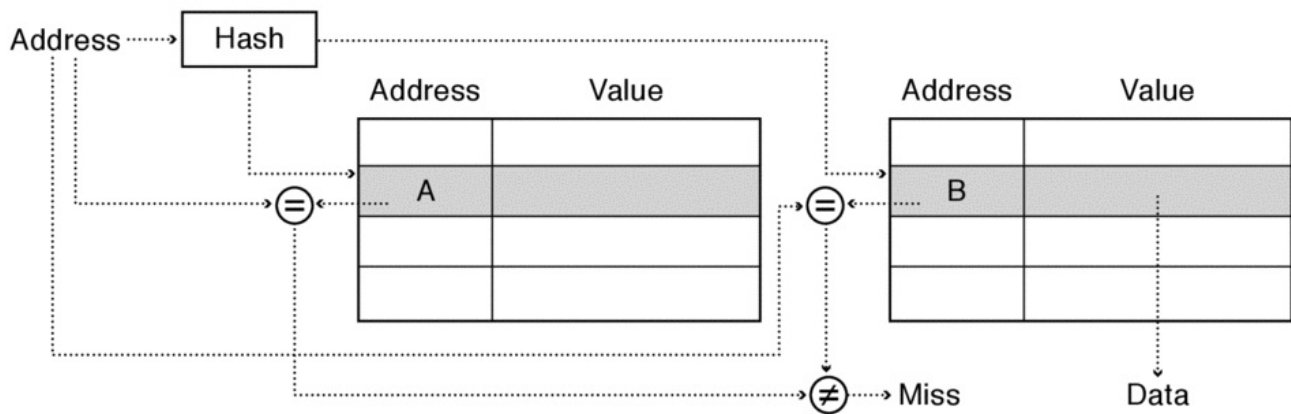 Address
Hash
Address Value
Address Value
=
A
=
B
≠
Miss
Data